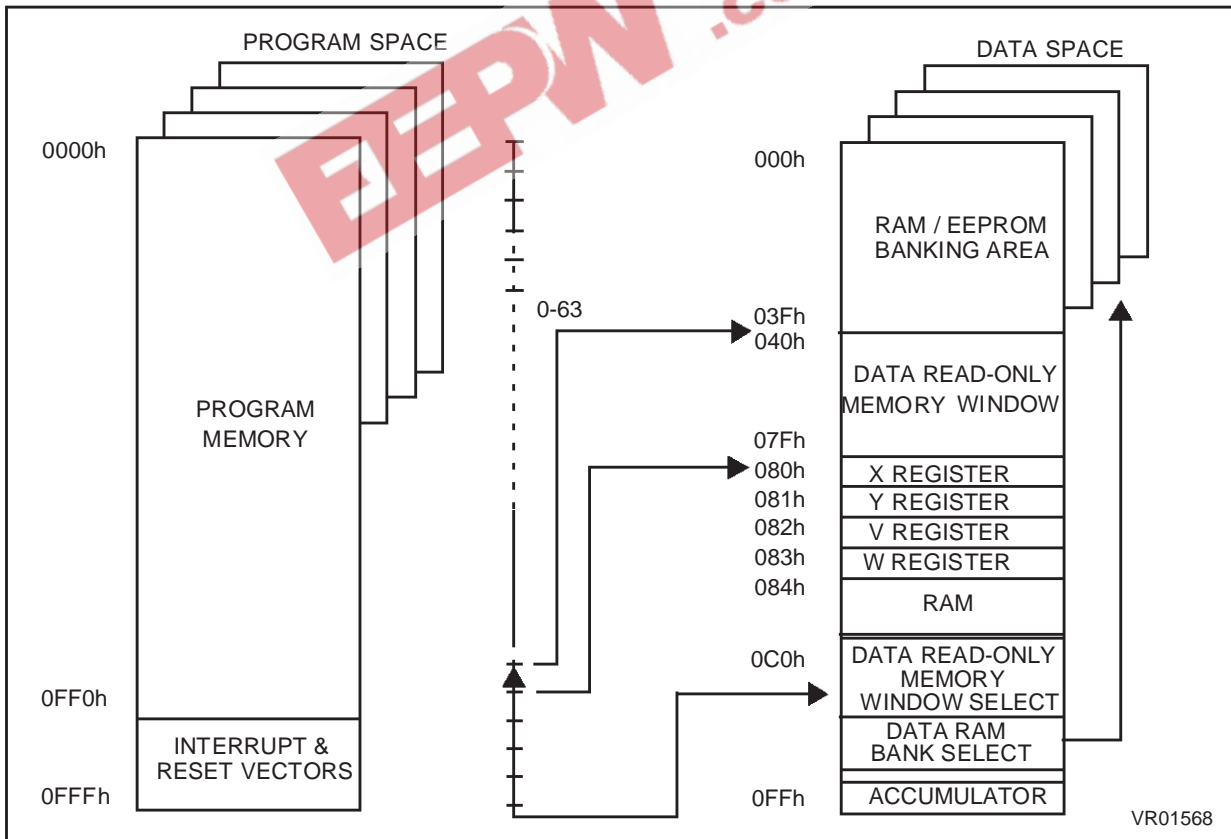 PROGRAM SPACE
0000h
PROGRAM
MEMORY
0FF0h
INTERRUPT &
RESET VECTORS
0FFFh
0-63
DATA SPACE
000h
RAM / EEPROM
BANKING AREA
03Fh
040h
DATA READ-ONLY
MEMORY WINDOW
07Fh
080h
X REGISTER
081h
Y REGISTER
082h
V REGISTER
083h
W REGISTER
084h
RAM
0C0h
DATA READ-ONLY
MEMORY
WINDOW SELECT
DATA RAM
BANK SELECT
0FFh
ACCUMULATOR
VR01568
EEPW